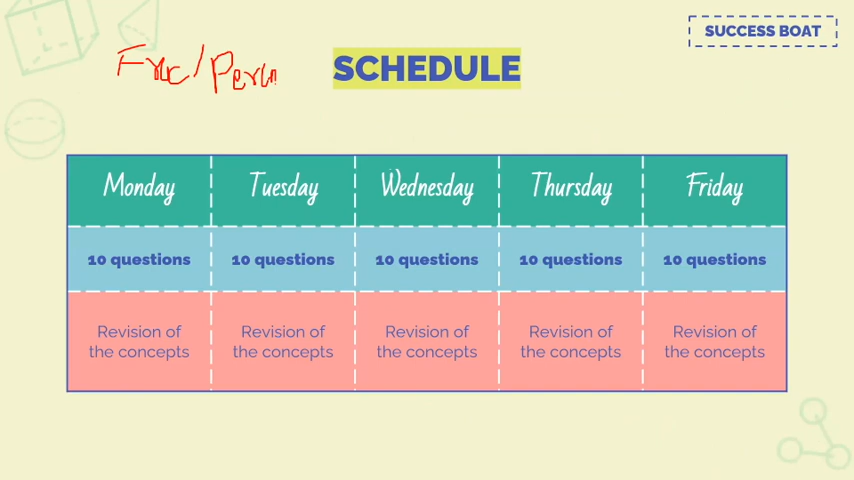 SUCCESS BOAT
Frac/Percn
SCHEDULE
Monday Tuesday Wednesday Thursday Friday
10 questions 10 questions 10 questions 10 questions 10 questions
Revision of Revision of Revision of Revision of Revision of
the concepts the concepts the concepts the concepts the concepts